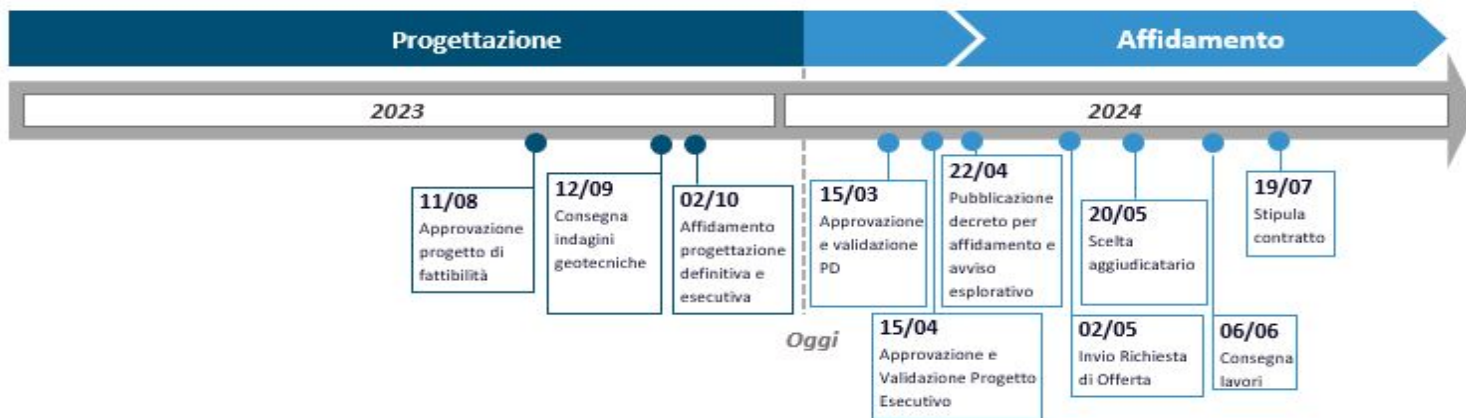 Progettazione
Affidamento
2023
2024
11/08
Approvazione
progetto di
fattibilità
12/09
Consegna
indagini
geotecniche
02/10
Affidamento
progettazione
definitiva e
esecutiva
Oggi
15/03
Approvazione
e validazione
PD
15/04
Approvazione e
Validazione Progetto
Esecutivo
22/04
Pubblicazione
decreto per
affidamento e
avviso
esplorativo
02/05
Invio Richiesta
di Offerta
20/05
Scelta
aggiudicatario
06/06
Consegna
lavori
19/07
Stipula
contratto